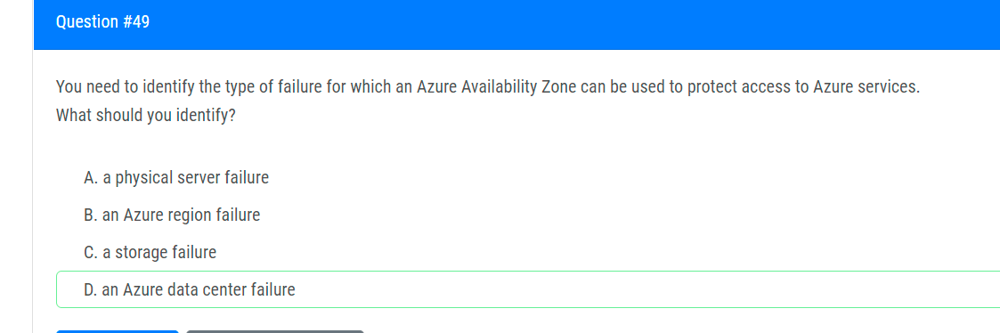 Question #49
You need to identify the type of failure for which an Azure Availability Zone can be used to protect access to Azure services.
What should you identify?
A. a physical server failure
B. an Azure region failure
C. a storage failure
D. an Azure data center failure